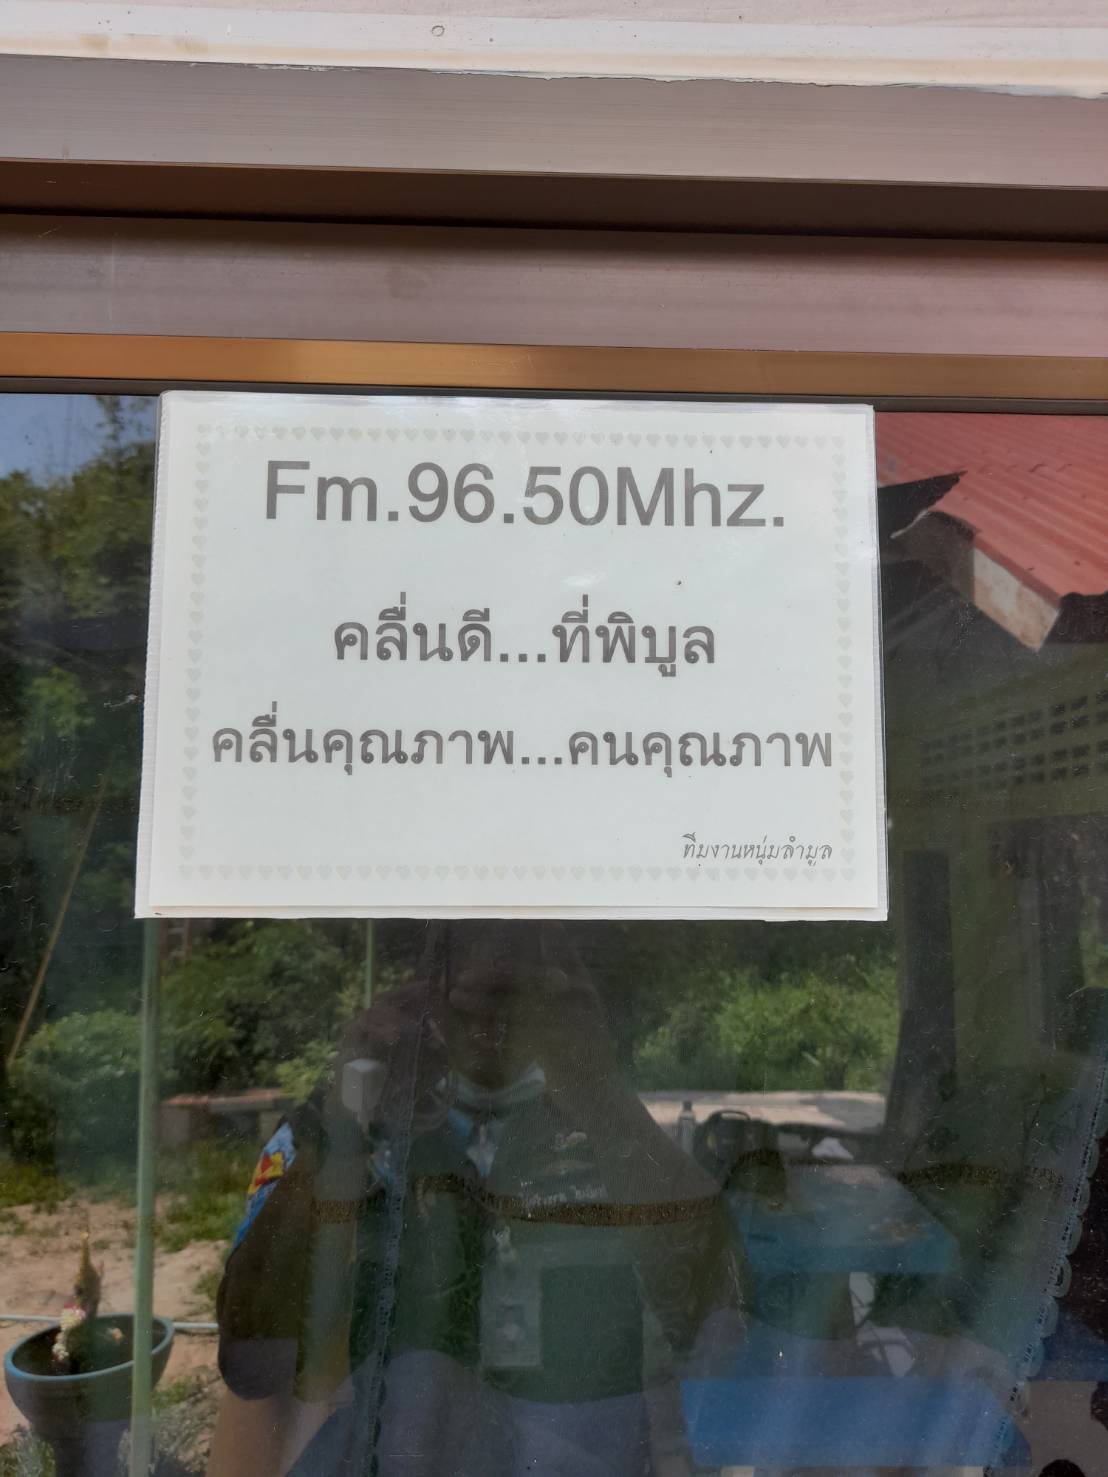 Fm.96.50Mhz.
คลื่นดี...ที่พิบูล
คลื่นคุณภาพ...คนคุณภาพ
ทีมงานหนุ่มลำมูล